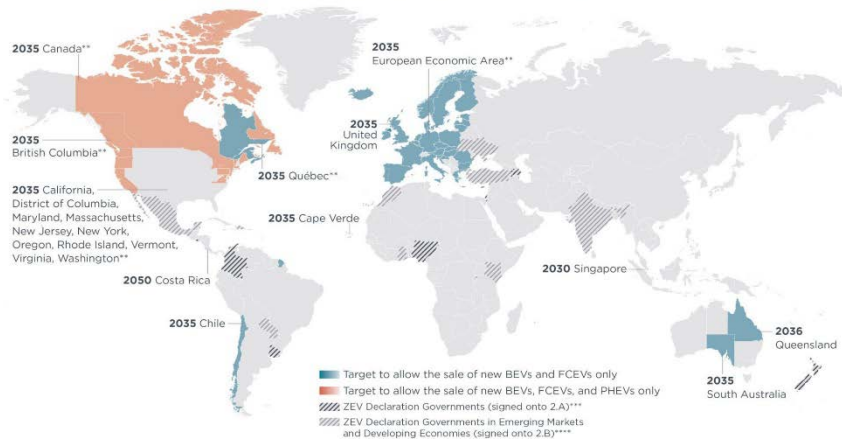 2035 Canada**
2035
European Economic Area**
2035
United
Kingdom
2035
British Columbia**
2035 Québec**
2035 California,
District of Columbia,
Maryland, Massachusetts,
New Jersey, New York,
Oregon, Rhode Island, Vermont,
Virginia, Washington**
2035 Cape Verde
2050 Costa Rica
2030 Singapore
2035 Chile
2036
Queensland
2035
South Australia
Target to allow the sale of new BEVs and FCEVs only
Target to allow the sale of new BEVs, FCEVs, and PHEVs only
ZEV Declaration Governments (signed onto 2.A)***
ZEV Declaration Governments in Emerging Markets
and Developing Economies (signed onto 2.B)****